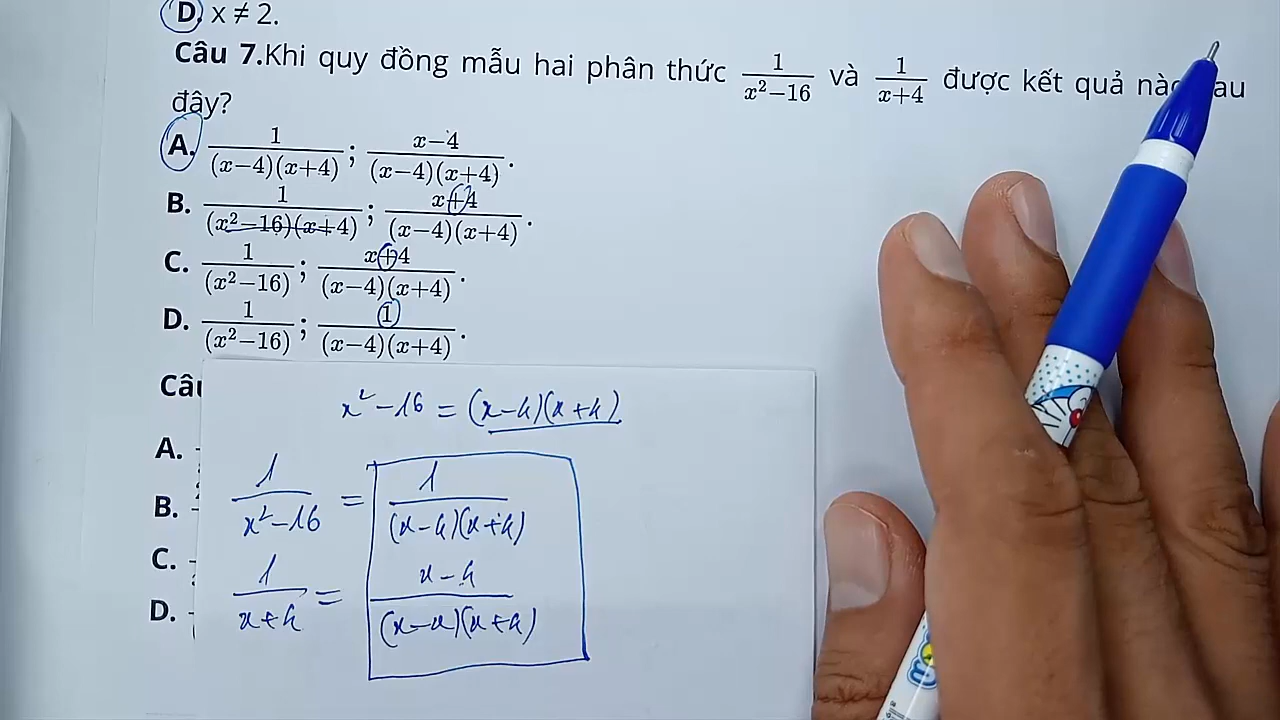 D. x ≠ 2.
Câu 7.Khi quy đồng mẫu hai phân thức 1/(x²−16) và 1/(x+4) được kết quả nào sau
đây?
A. 1/((x−4)(x+4)) ; (x−4)/((x−4)(x+4)).
B. 1/((x²−16)(x+4)) ; (x+4)/((x−4)(x+4)).
C. 1/(x²−16) ; (x+4)/((x−4)(x+4)).
D. 1/(x²−16) ; 1/((x−4)(x+4)).
x² − 16 = (x−4)(x+4)
A.
1/(x²−16) = 1/((x−4)(x+4))
B.
C.
1/(x+4) = (x−4)/((x−4)(x+4))
D.